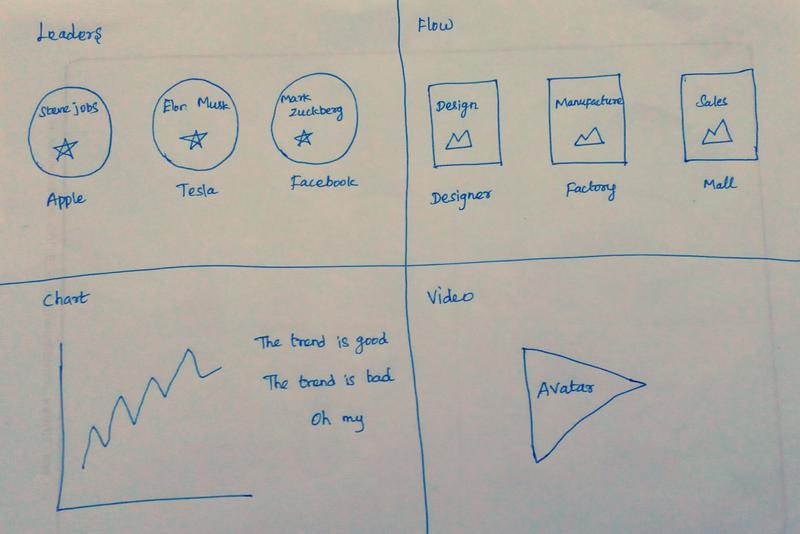 Leaders
Steve jobs
Elon Musk
Mark
Zuckberg
Apple
Tesla
Facebook
Flow
Design
Manufacture
Sales
Designer
Factory
Mall
Chart
The trend is good
The trend is bad
Oh my
Video
Avatar